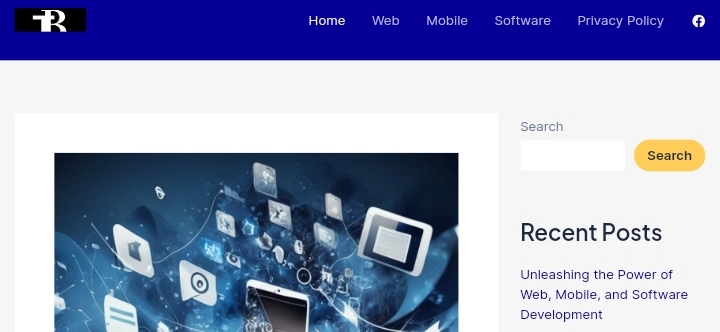 Home Web Mobile Software Privacy Policy
Search
Search
Recent Posts
Unleashing the Power of
Web, Mobile, and Software
Development